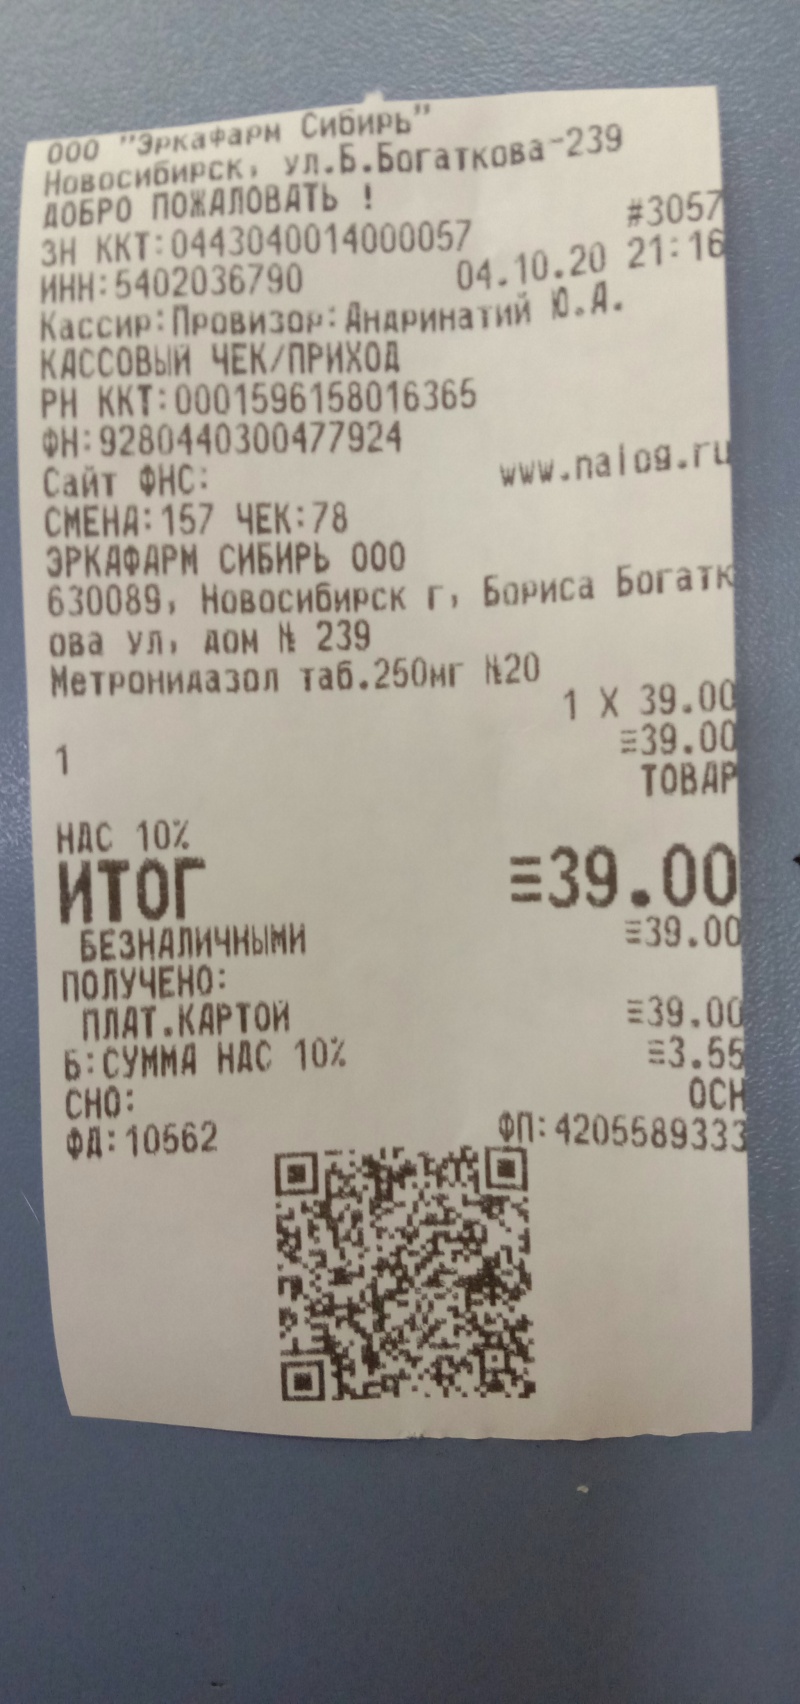 ООО "Эркафарм Сибирь"
Новосибирск, ул.Б.Богаткова-239
ДОБРО ПОЖАЛОВАТЬ !
#3057
ЗН ККТ:0443040014000057
ИНН:5402036790 04.10.20 21:16
Кассир:Провизор:Андринатий Ю.А.
КАССОВЫЙ ЧЕК/ПРИХОД
РН ККТ:0001596158016365
ФН:9280440300477924
Сайт ФНС: www.nalog.ru
СМЕНА:157 ЧЕК:78
ЭРКАФАРМ СИБИРЬ ООО
630089, Новосибирск г, Бориса Богатк
ова ул, дом № 239
Метронидазол таб.250мг №20
1 X 39.00
1 ≡39.00
ТОВАР
НДС 10%
ИТОГ ≡39.00
БЕЗНАЛИЧНЫМИ ≡39.00
ПОЛУЧЕНО:
ПЛАТ.КАРТОЙ ≡39.00
Б:СУММА НДС 10% ≡3.55
СНО: ОСН
ФД:10562 ФП:4205589333